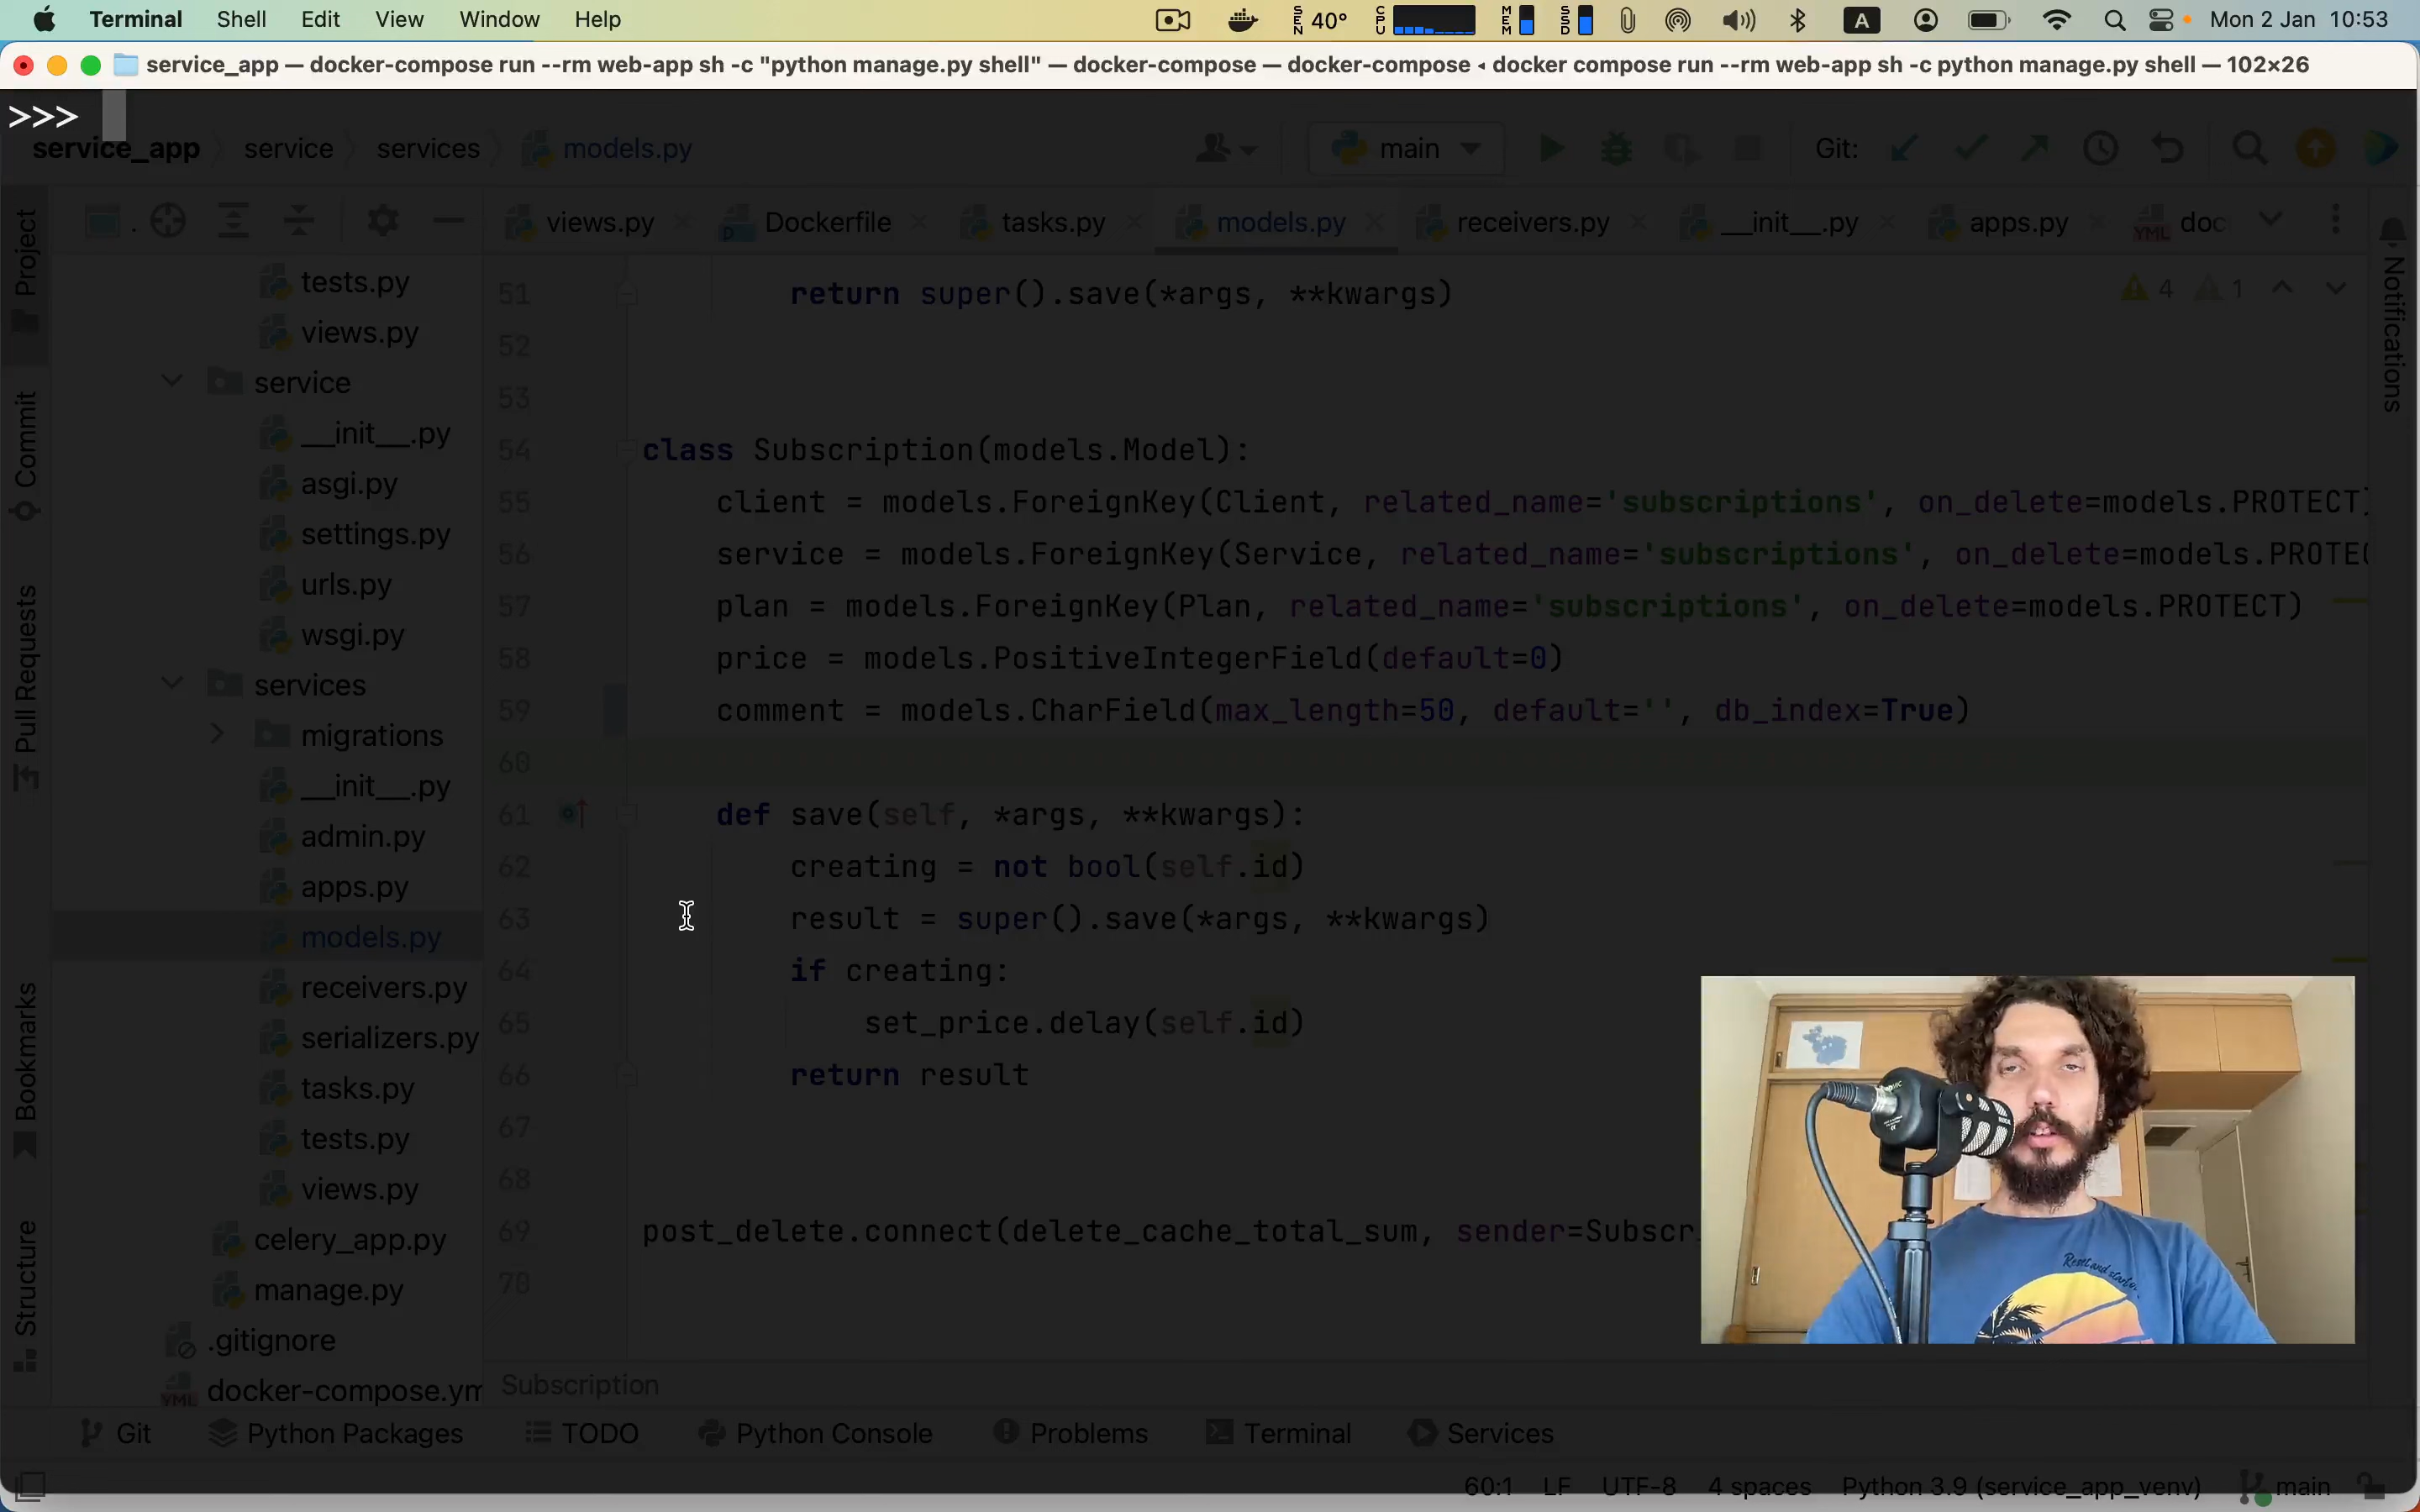 Terminal Shell Edit View Window Help SEN 40° CPU MEM SSD A Mon 2 Jan 10:53
service_app — docker-compose run --rm web-app sh -c "python manage.py shell" — docker-compose — docker-compose ◂ docker compose run --rm web-app sh -c python manage.py shell — 102×26
>>>
service_app service services models.py main Git:
views.py Dockerfile tasks.py models.py receivers.py __init__.py apps.py doc
Project
Commit
Pull Requests
Bookmarks
Structure
tests.py
views.py
service
__init__.py
asgi.py
settings.py
urls.py
wsgi.py
services
migrations
__init__.py
admin.py
apps.py
models.py
receivers.py
serializers.py
tasks.py
tests.py
views.py
celery_app.py
manage.py
.gitignore
docker-compose.ym
4 1
Notifications
51 return super().save(*args, **kwargs)
52
53
54 class Subscription(models.Model):
55 client = models.ForeignKey(Client, related_name='subscriptions', on_delete=models.PROTECT)
56 service = models.ForeignKey(Service, related_name='subscriptions', on_delete=models.PROTEC
57 plan = models.ForeignKey(Plan, related_name='subscriptions', on_delete=models.PROTECT)
58 price = models.PositiveIntegerField(default=0)
59 comment = models.CharField(max_length=50, default='', db_index=True)
60
61 def save(self, *args, **kwargs):
62 creating = not bool(self.id)
63 result = super().save(*args, **kwargs)
64 if creating:
65 set_price.delay(self.id)
66 return result
67
68
69 post_delete.connect(delete_cache_total_sum, sender=Subscr
70
Subscription
Git Python Packages TODO Python Console Problems Terminal Services
60:1 LF UTF-8 4 spaces Python 3.9 (service_app_venv) main